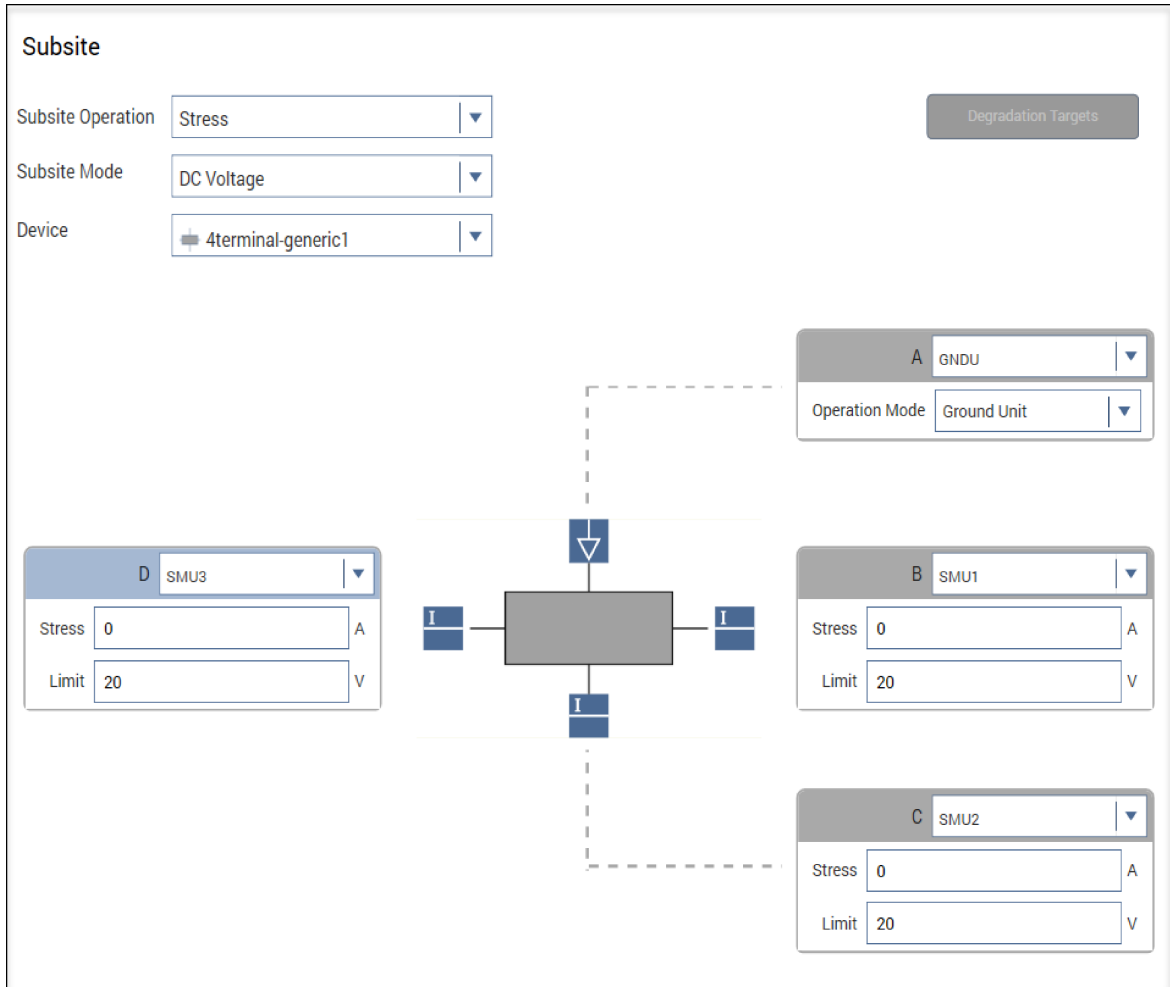 Subsite
Subsite Operation Stress
Degradation Targets
Subsite Mode DC Voltage
Device 4terminal-generic1
A GNDU
Operation Mode Ground Unit
D SMU3
Stress 0 A
Limit 20 V
I
I
I
B SMU1
Stress 0 A
Limit 20 V
C SMU2
Stress 0 A
Limit 20 V